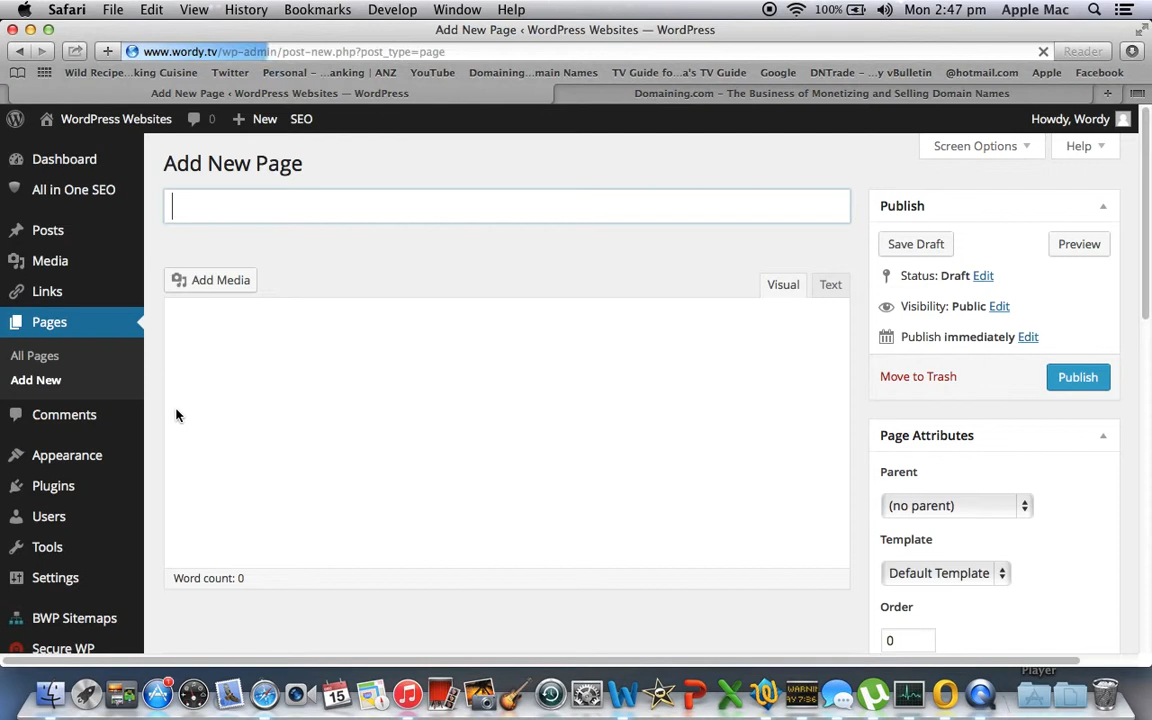 Safari File Edit View History Bookmarks Develop Window Help 100% Mon 2:47 pm Apple Mac
Add New Page ‹ WordPress Websites — WordPress
www.wordy.tv/wp-admin/post-new.php?post_type=page Reader
Wild Recipe...king Cuisine Twitter Personal – ...anking | ANZ YouTube Domaining...main Names TV Guide fo...a's TV Guide Google DNTrade – ...y vBulletin @hotmail.com Apple Facebook
Add New Page ‹ WordPress Websites — WordPress Domaining.com – The Business of Monetizing and Selling Domain Names
WordPress Websites 0 New SEO Howdy, Wordy
Screen Options Help
Add New Page
Dashboard
All in One SEO
Posts
Media
Links
Pages
All Pages
Add New
Comments
Appearance
Plugins
Users
Tools
Settings
BWP Sitemaps
Secure WP
Add Media
Visual Text
Word count: 0
Publish
Save Draft Preview
Status: Draft Edit
Visibility: Public Edit
Publish immediately Edit
Move to Trash Publish
Page Attributes
Parent
(no parent)
Template
Default Template
Order
0
Player